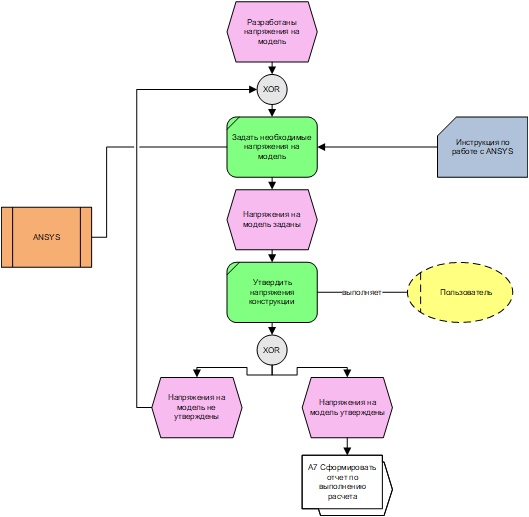 Разработаны
напряжения на
модель
XOR
Задать необходимые
напряжения на
модель
Инструкция по
работе с ANSYS
Напряжения на
модель заданы
ANSYS
Утвердить
напряжения
конструкции
выполняет
Пользователь
XOR
Напряжения на
модель не
утверждены
Напряжения на
модель утверждены
A7 Сформировать
отчет по
выполнению
расчета